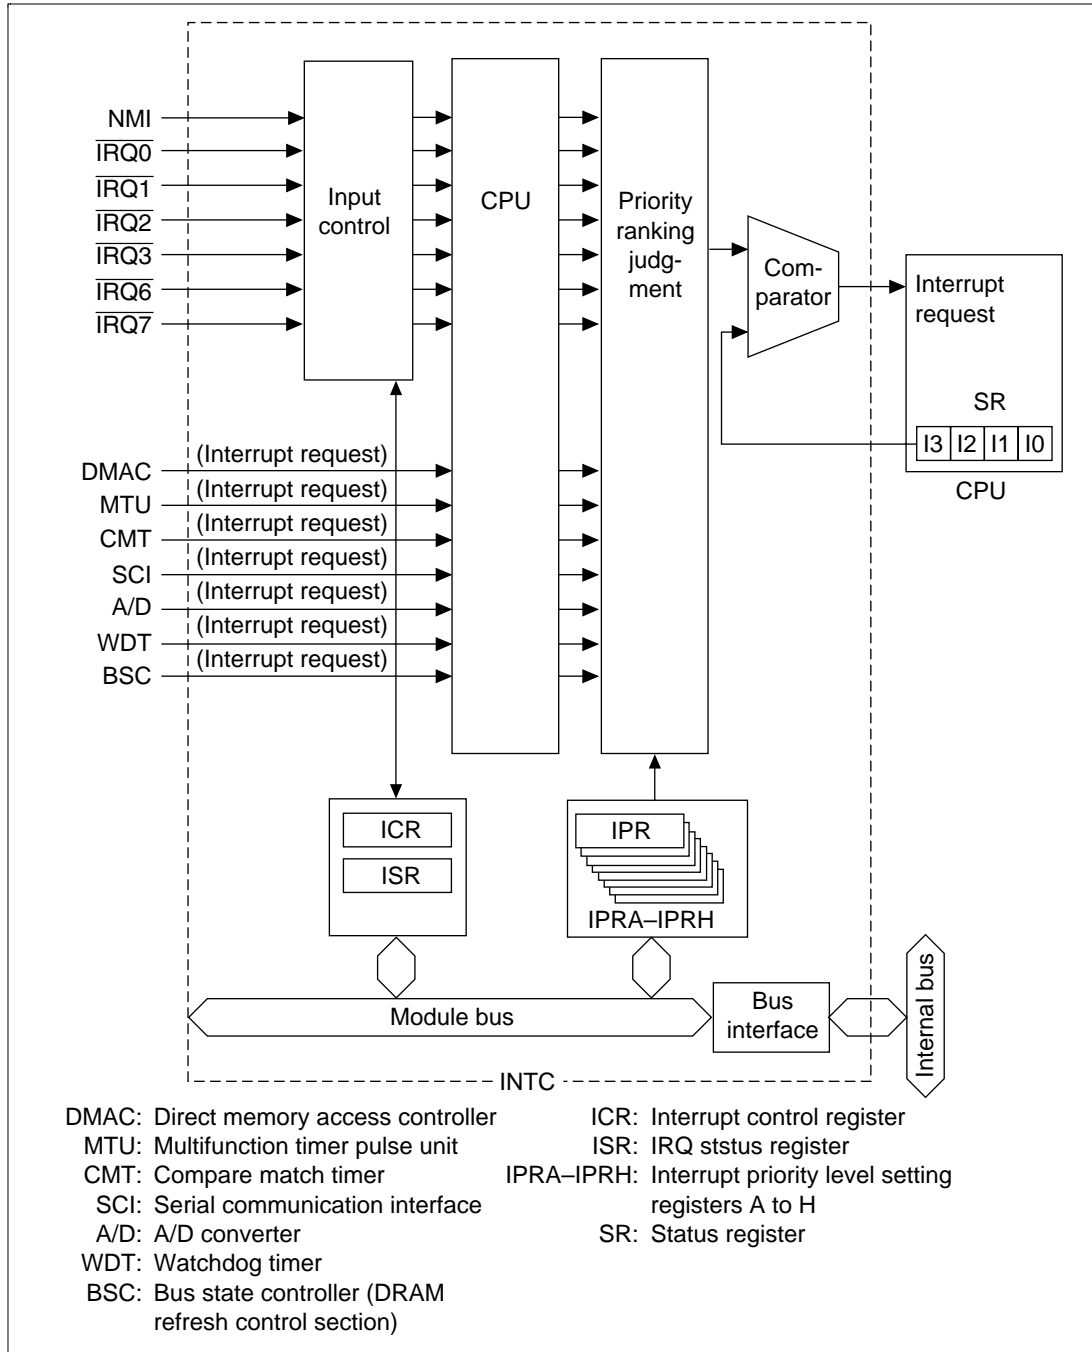 NMI
IRQ0
IRQ1
IRQ2
IRQ3
IRQ6
IRQ7
Input
control
CPU
Priority
ranking
judg-
ment
Com-
parator
Interrupt
request
SR
I3 I2 I1 I0
CPU
DMAC (Interrupt request)
MTU (Interrupt request)
CMT (Interrupt request)
SCI (Interrupt request)
A/D (Interrupt request)
WDT (Interrupt request)
BSC (Interrupt request)
ICR
ISR
IPR
IPRA–IPRH
Module bus
Bus
interface
Internal bus
INTC
DMAC: Direct memory access controller
MTU: Multifunction timer pulse unit
CMT: Compare match timer
SCI: Serial communication interface
A/D: A/D converter
WDT: Watchdog timer
BSC: Bus state controller (DRAM
refresh control section)
ICR: Interrupt control register
ISR: IRQ ststus register
IPRA–IPRH: Interrupt priority level setting
registers A to H
SR: Status register